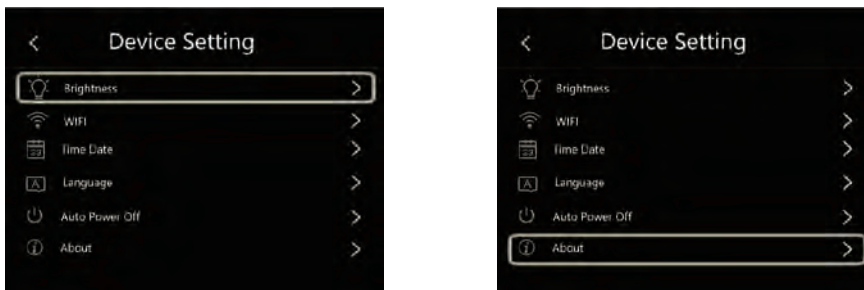 Device Setting
Brightness
WIFI
Time Date
Language
Auto Power Off
About
Device Setting
Brightness
WIFI
Time Date
Language
Auto Power Off
About